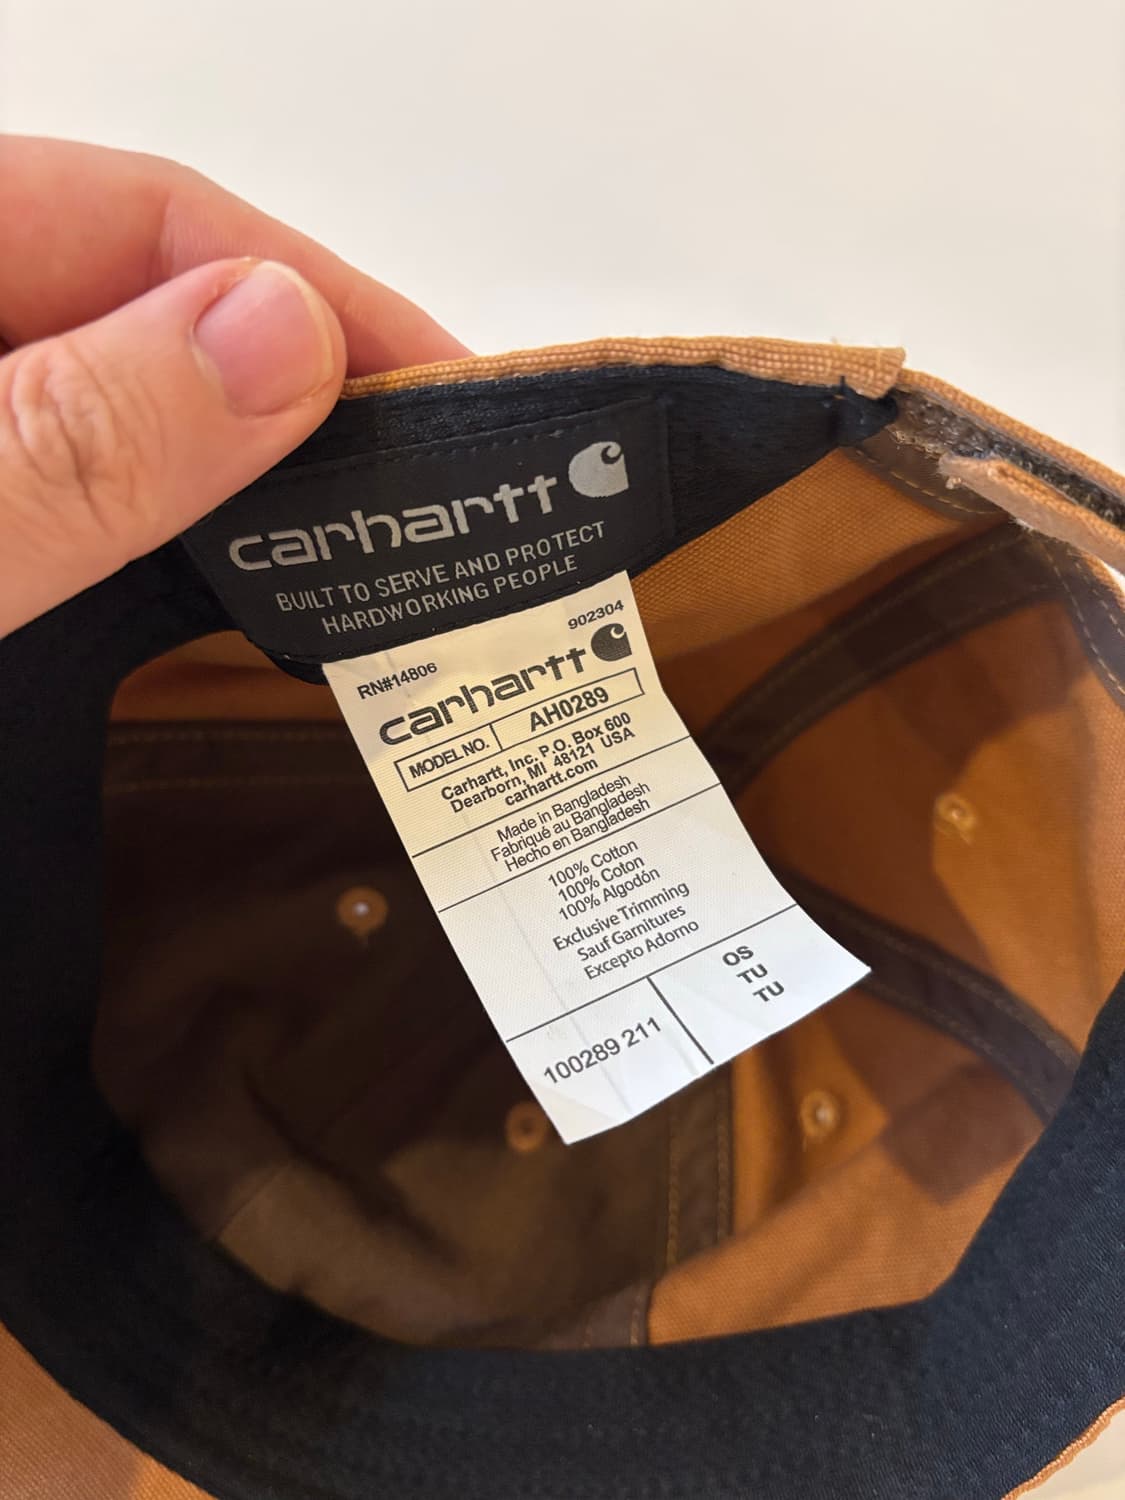 carhartt
BUILT TO SERVE AND PROTECT
HARDWORKING PEOPLE
RN#14806
902304
carhartt
MODEL NO. AH0289
Carhartt, Inc, P.O. Box 600
Dearborn, MI 48121 USA
carhartt.com
Made in Bangladesh
Fabriqué au Bangladesh
Hecho en Bangladesh
100% Cotton
100% Coton
100% Algodón
Exclusive Trimming
Sauf Garnitures
Excepto Adorno
100289 211
OS
TU
TU